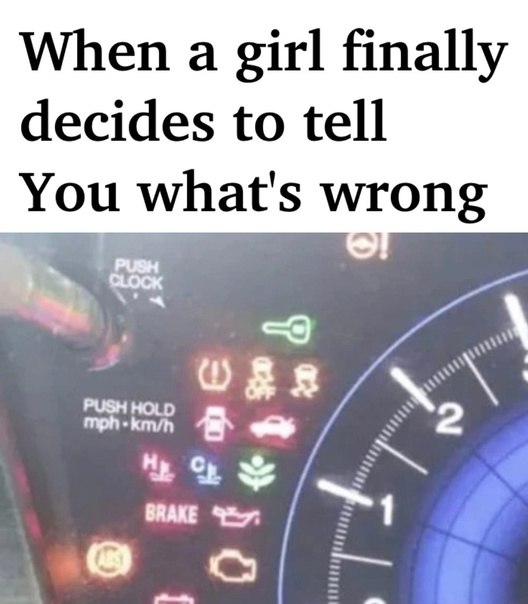 When a girl finally
decides to tell
You what's wrong
PUSH
CLOCK
OFF
PUSH HOLD
mph•km/h
2
H
C
BRAKE
1
ABS